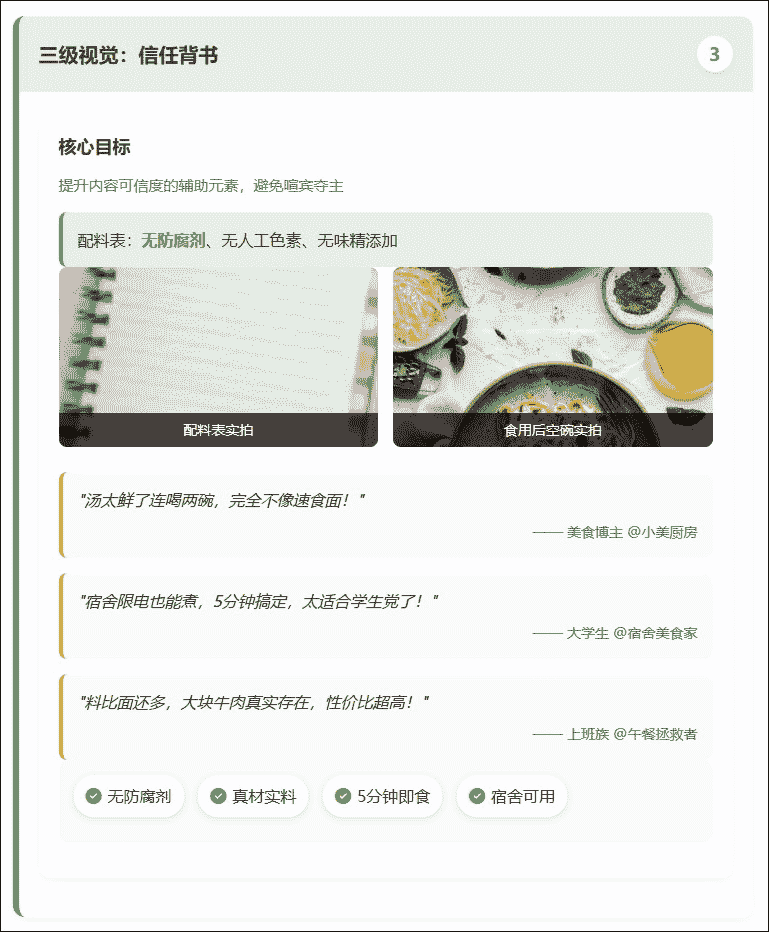 三级视觉：信任背书
3
核心目标
提升内容可信度的辅助元素，避免喧宾夺主
配料表：无防腐剂、无人工色素、无味精添加
配料表实拍
食用后空碗实拍
"汤太鲜了连喝两碗，完全不像速食面！"
—— 美食博主 @小美厨房
"宿舍限电也能煮，5分钟搞定，太适合学生党了！"
—— 大学生 @宿舍美食家
"料比面还多，大块牛肉真实存在，性价比超高！"
—— 上班族 @午餐拯救者
无防腐剂
真材实料
5分钟即食
宿舍可用